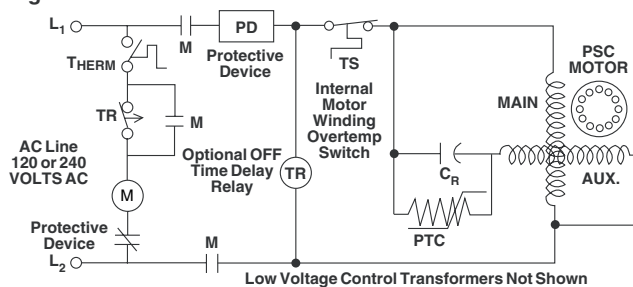 L1
M
PD
Protective
Device
TS
Internal
Motor
Winding
Overtemp
Switch
THERM
TR
M
AC Line
120 or 240
VOLTS AC
M
Protective
Device
L2
M
Optional OFF
Time Delay
Relay
TR
CR
PTC
MAIN
PSC
MOTOR
AUX.
Low Voltage Control Transformers Not Shown